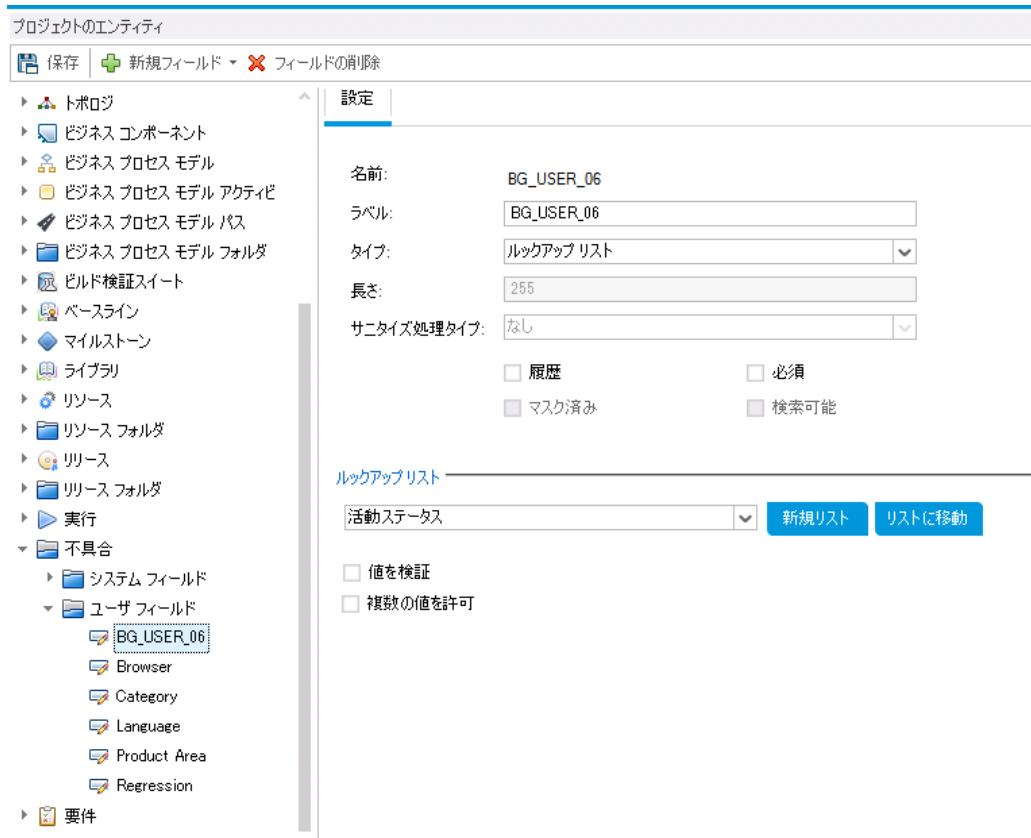 プロジェクトのエンティティ
保存 新規フィールド フィールドの削除
トポロジ
ビジネス コンポーネント
ビジネス プロセス モデル
ビジネス プロセス モデル アクティビ
ビジネス プロセス モデル パス
ビジネス プロセス モデル フォルダ
ビルド検証スイート
ベースライン
マイルストーン
ライブラリ
リソース
リソース フォルダ
リリース
リリース フォルダ
実行
不具合
システム フィールド
ユーザ フィールド
BG_USER_06
Browser
Category
Language
Product Area
Regression
要件
設定
名前: BG_USER_06
ラベル: BG_USER_06
タイプ: ルックアップ リスト
長さ: 255
サニタイズ処理タイプ: なし
履歴 必須
マスク済み 検索可能
ルックアップ リスト
活動ステータス 新規リスト リストに移動
値を検証
複数の値を許可